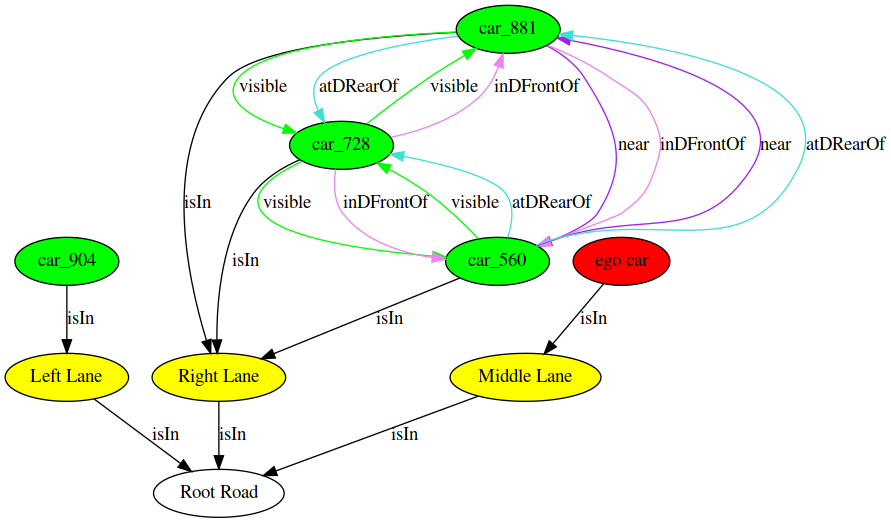 car_881
visible
atDRearOf
visible
inDFrontOf
car_728
near
inDFrontOf
near
atDRearOf
isIn
visible
inDFrontOf
visible
atDRearOf
car_904
isIn
car_560
ego car
isIn
isIn
isIn
Left Lane
Right Lane
Middle Lane
isIn
isIn
isIn
Root Road